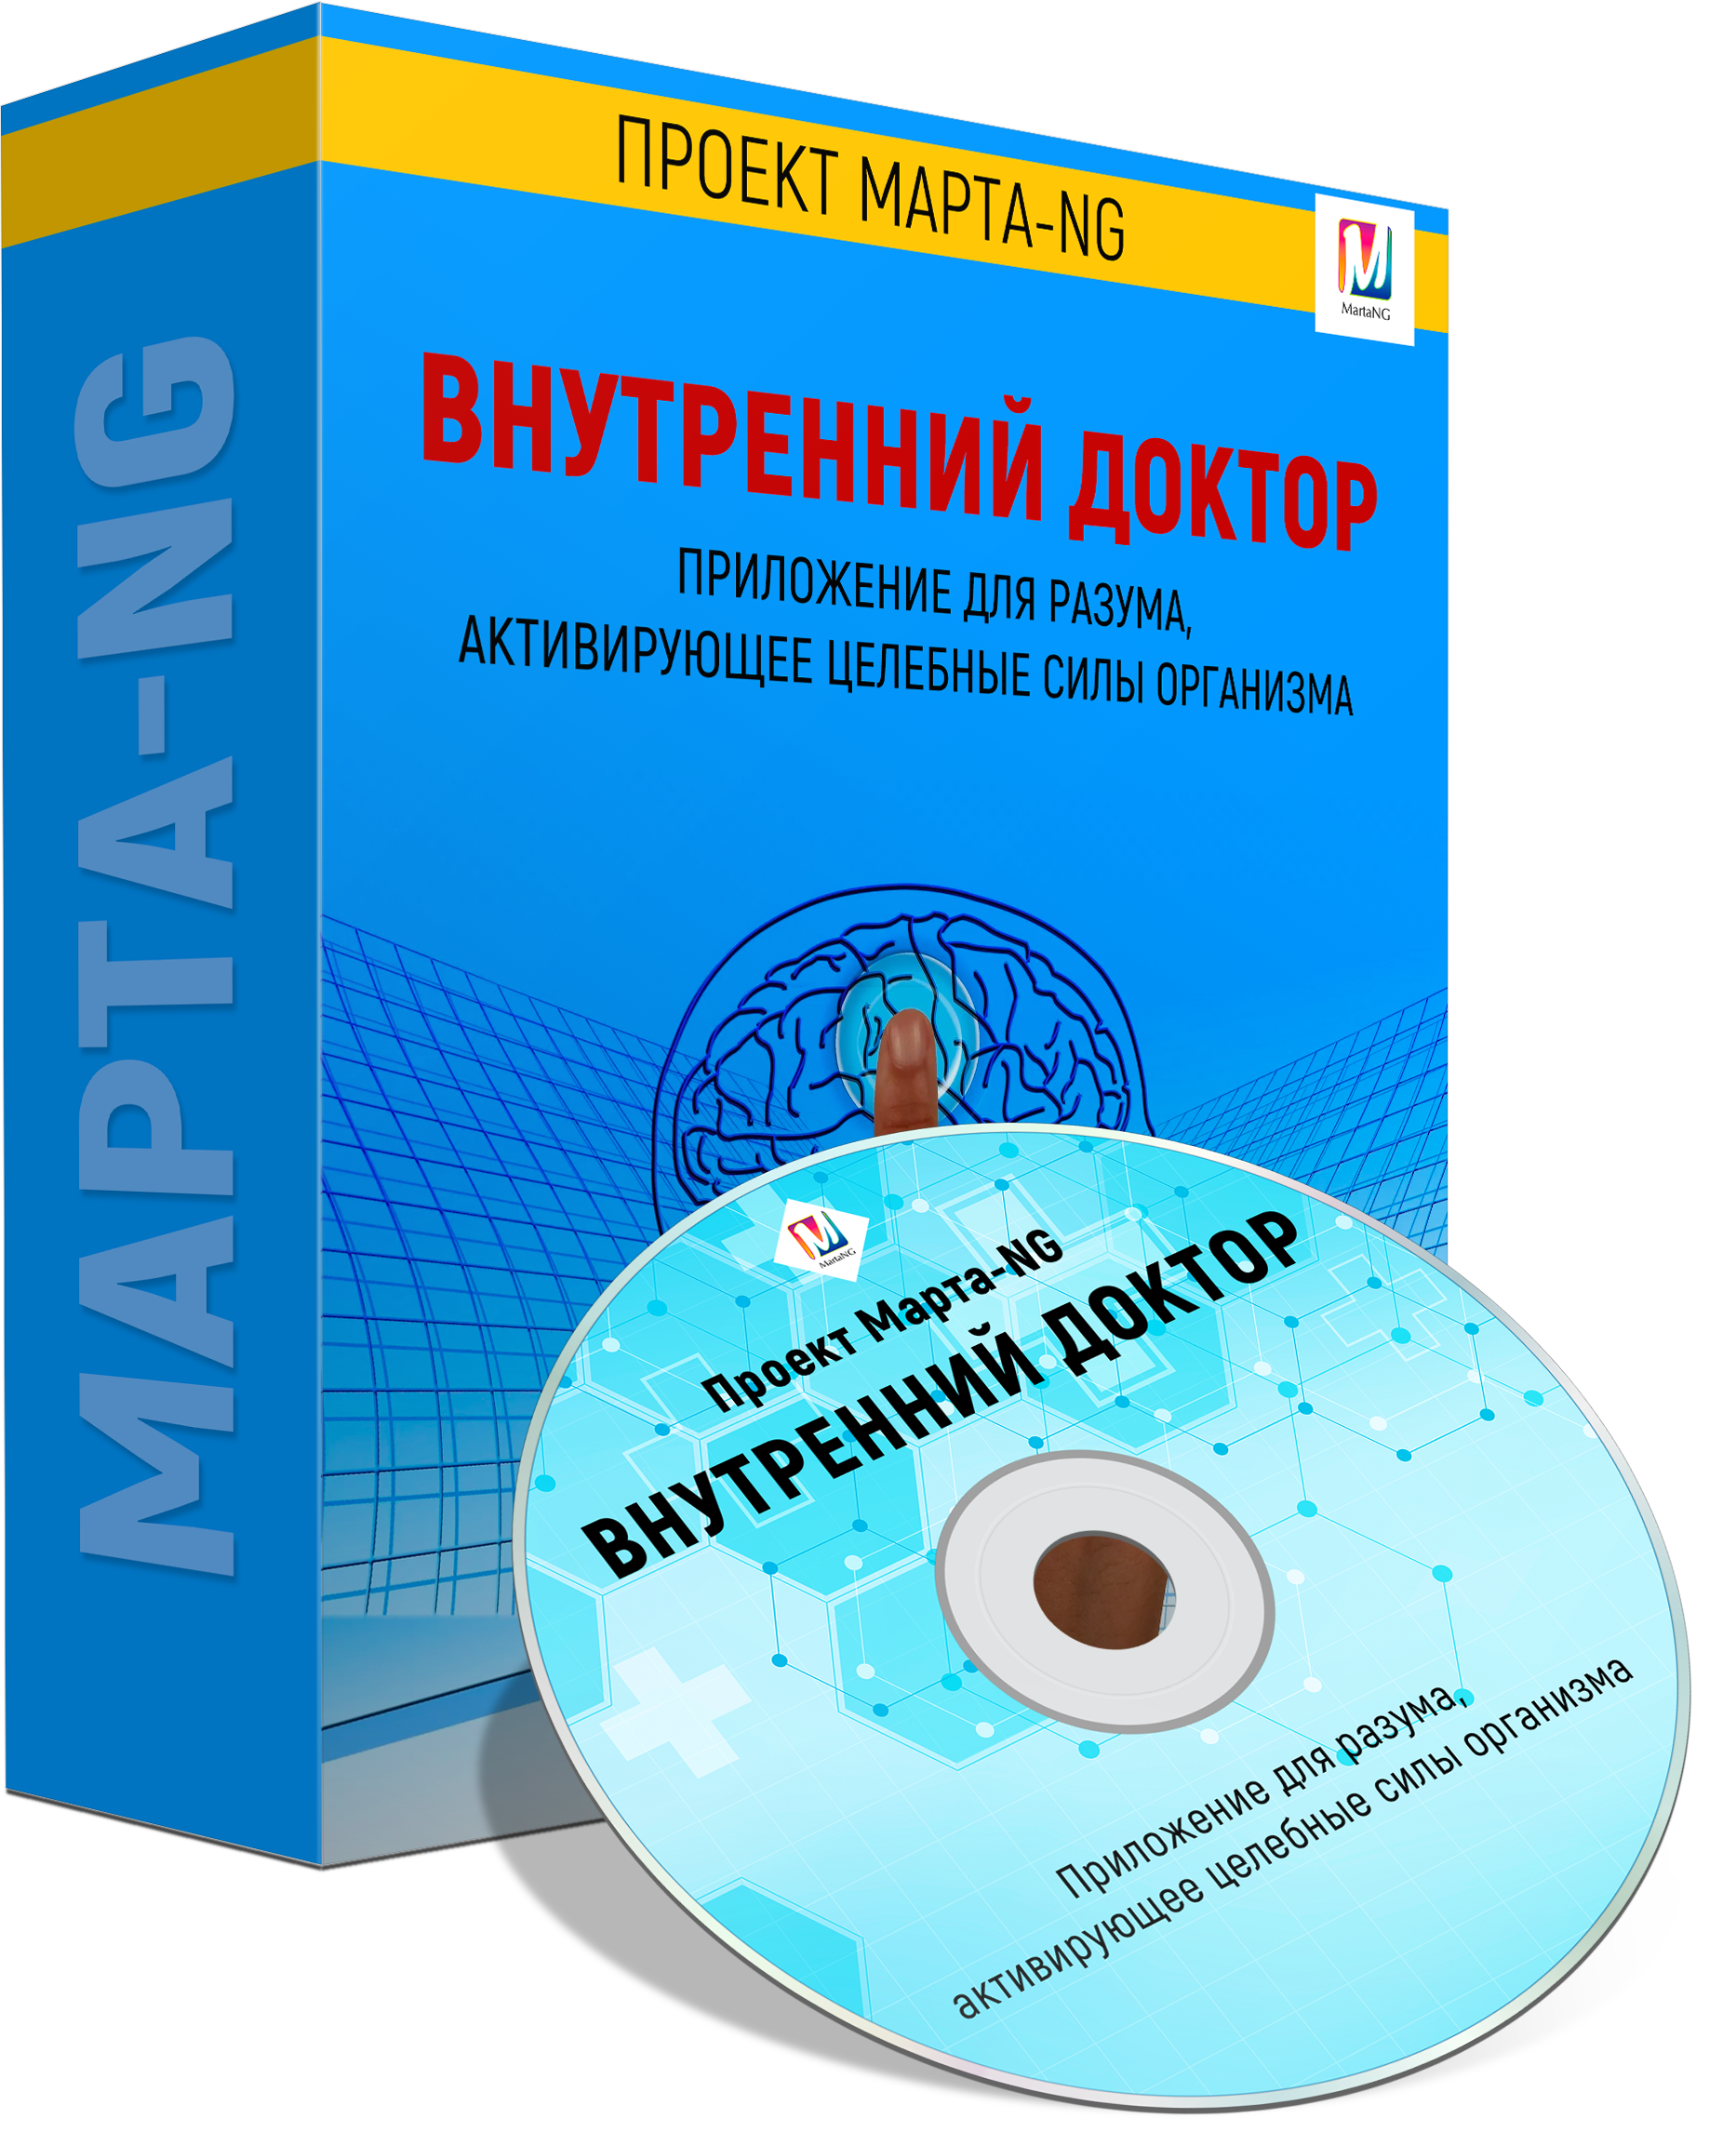 МАРТА-NG
ПРОЕКТ МАРТА-NG
MartaNG
ВНУТРЕННИЙ ДОКТОР
ПРИЛОЖЕНИЕ ДЛЯ РАЗУМА,
АКТИВИРУЮЩЕЕ ЦЕЛЕБНЫЕ СИЛЫ ОРГАНИЗМА
MartaNG
Проект Марта-NG
ВНУТРЕННИЙ ДОКТОР
Приложение для разума,
активирующее целебные силы организма